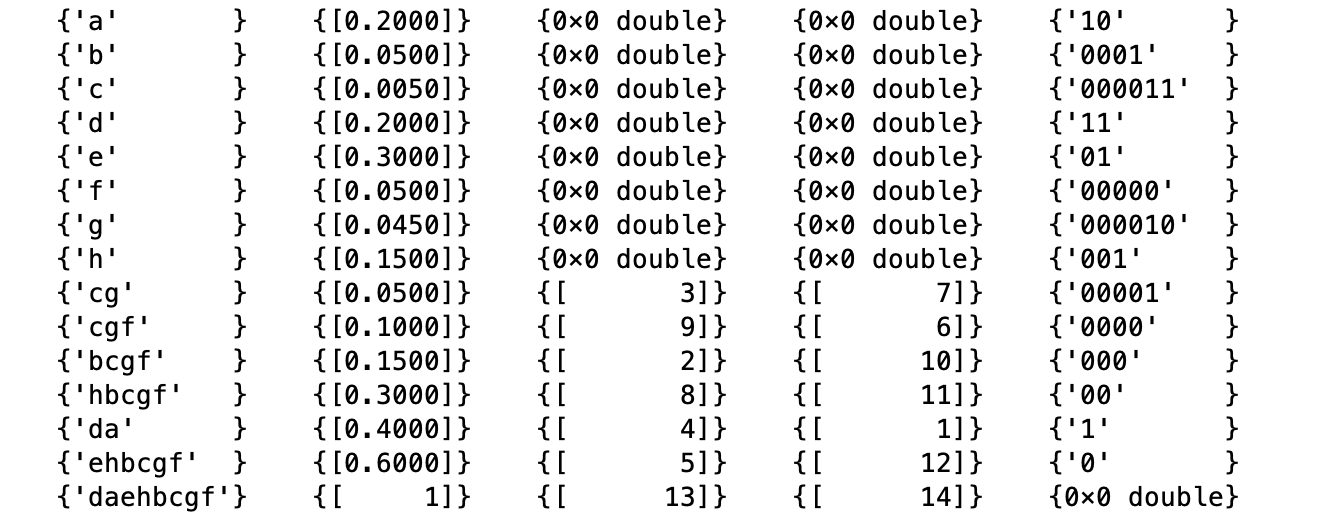 {'a'       }    {[0.2000]}    {0×0 double}    {0×0 double}    {'10'      }
{'b'       }    {[0.0500]}    {0×0 double}    {0×0 double}    {'0001'    }
{'c'       }    {[0.0050]}    {0×0 double}    {0×0 double}    {'000011'  }
{'d'       }    {[0.2000]}    {0×0 double}    {0×0 double}    {'11'      }
{'e'       }    {[0.3000]}    {0×0 double}    {0×0 double}    {'01'      }
{'f'       }    {[0.0500]}    {0×0 double}    {0×0 double}    {'00000'   }
{'g'       }    {[0.0450]}    {0×0 double}    {0×0 double}    {'000010'  }
{'h'       }    {[0.1500]}    {0×0 double}    {0×0 double}    {'001'     }
{'cg'      }    {[0.0500]}    {[       3]}    {[       7]}    {'00001'   }
{'cgf'     }    {[0.1000]}    {[       9]}    {[       6]}    {'0000'    }
{'bcgf'    }    {[0.1500]}    {[       2]}    {[      10]}    {'000'     }
{'hbcgf'   }    {[0.3000]}    {[       8]}    {[      11]}    {'00'      }
{'da'      }    {[0.4000]}    {[       4]}    {[       1]}    {'1'       }
{'ehbcgf'  }    {[0.6000]}    {[       5]}    {[      12]}    {'0'       }
{'daehbcgf'}    {[     1]}    {[      13]}    {[      14]}    {0×0 double}